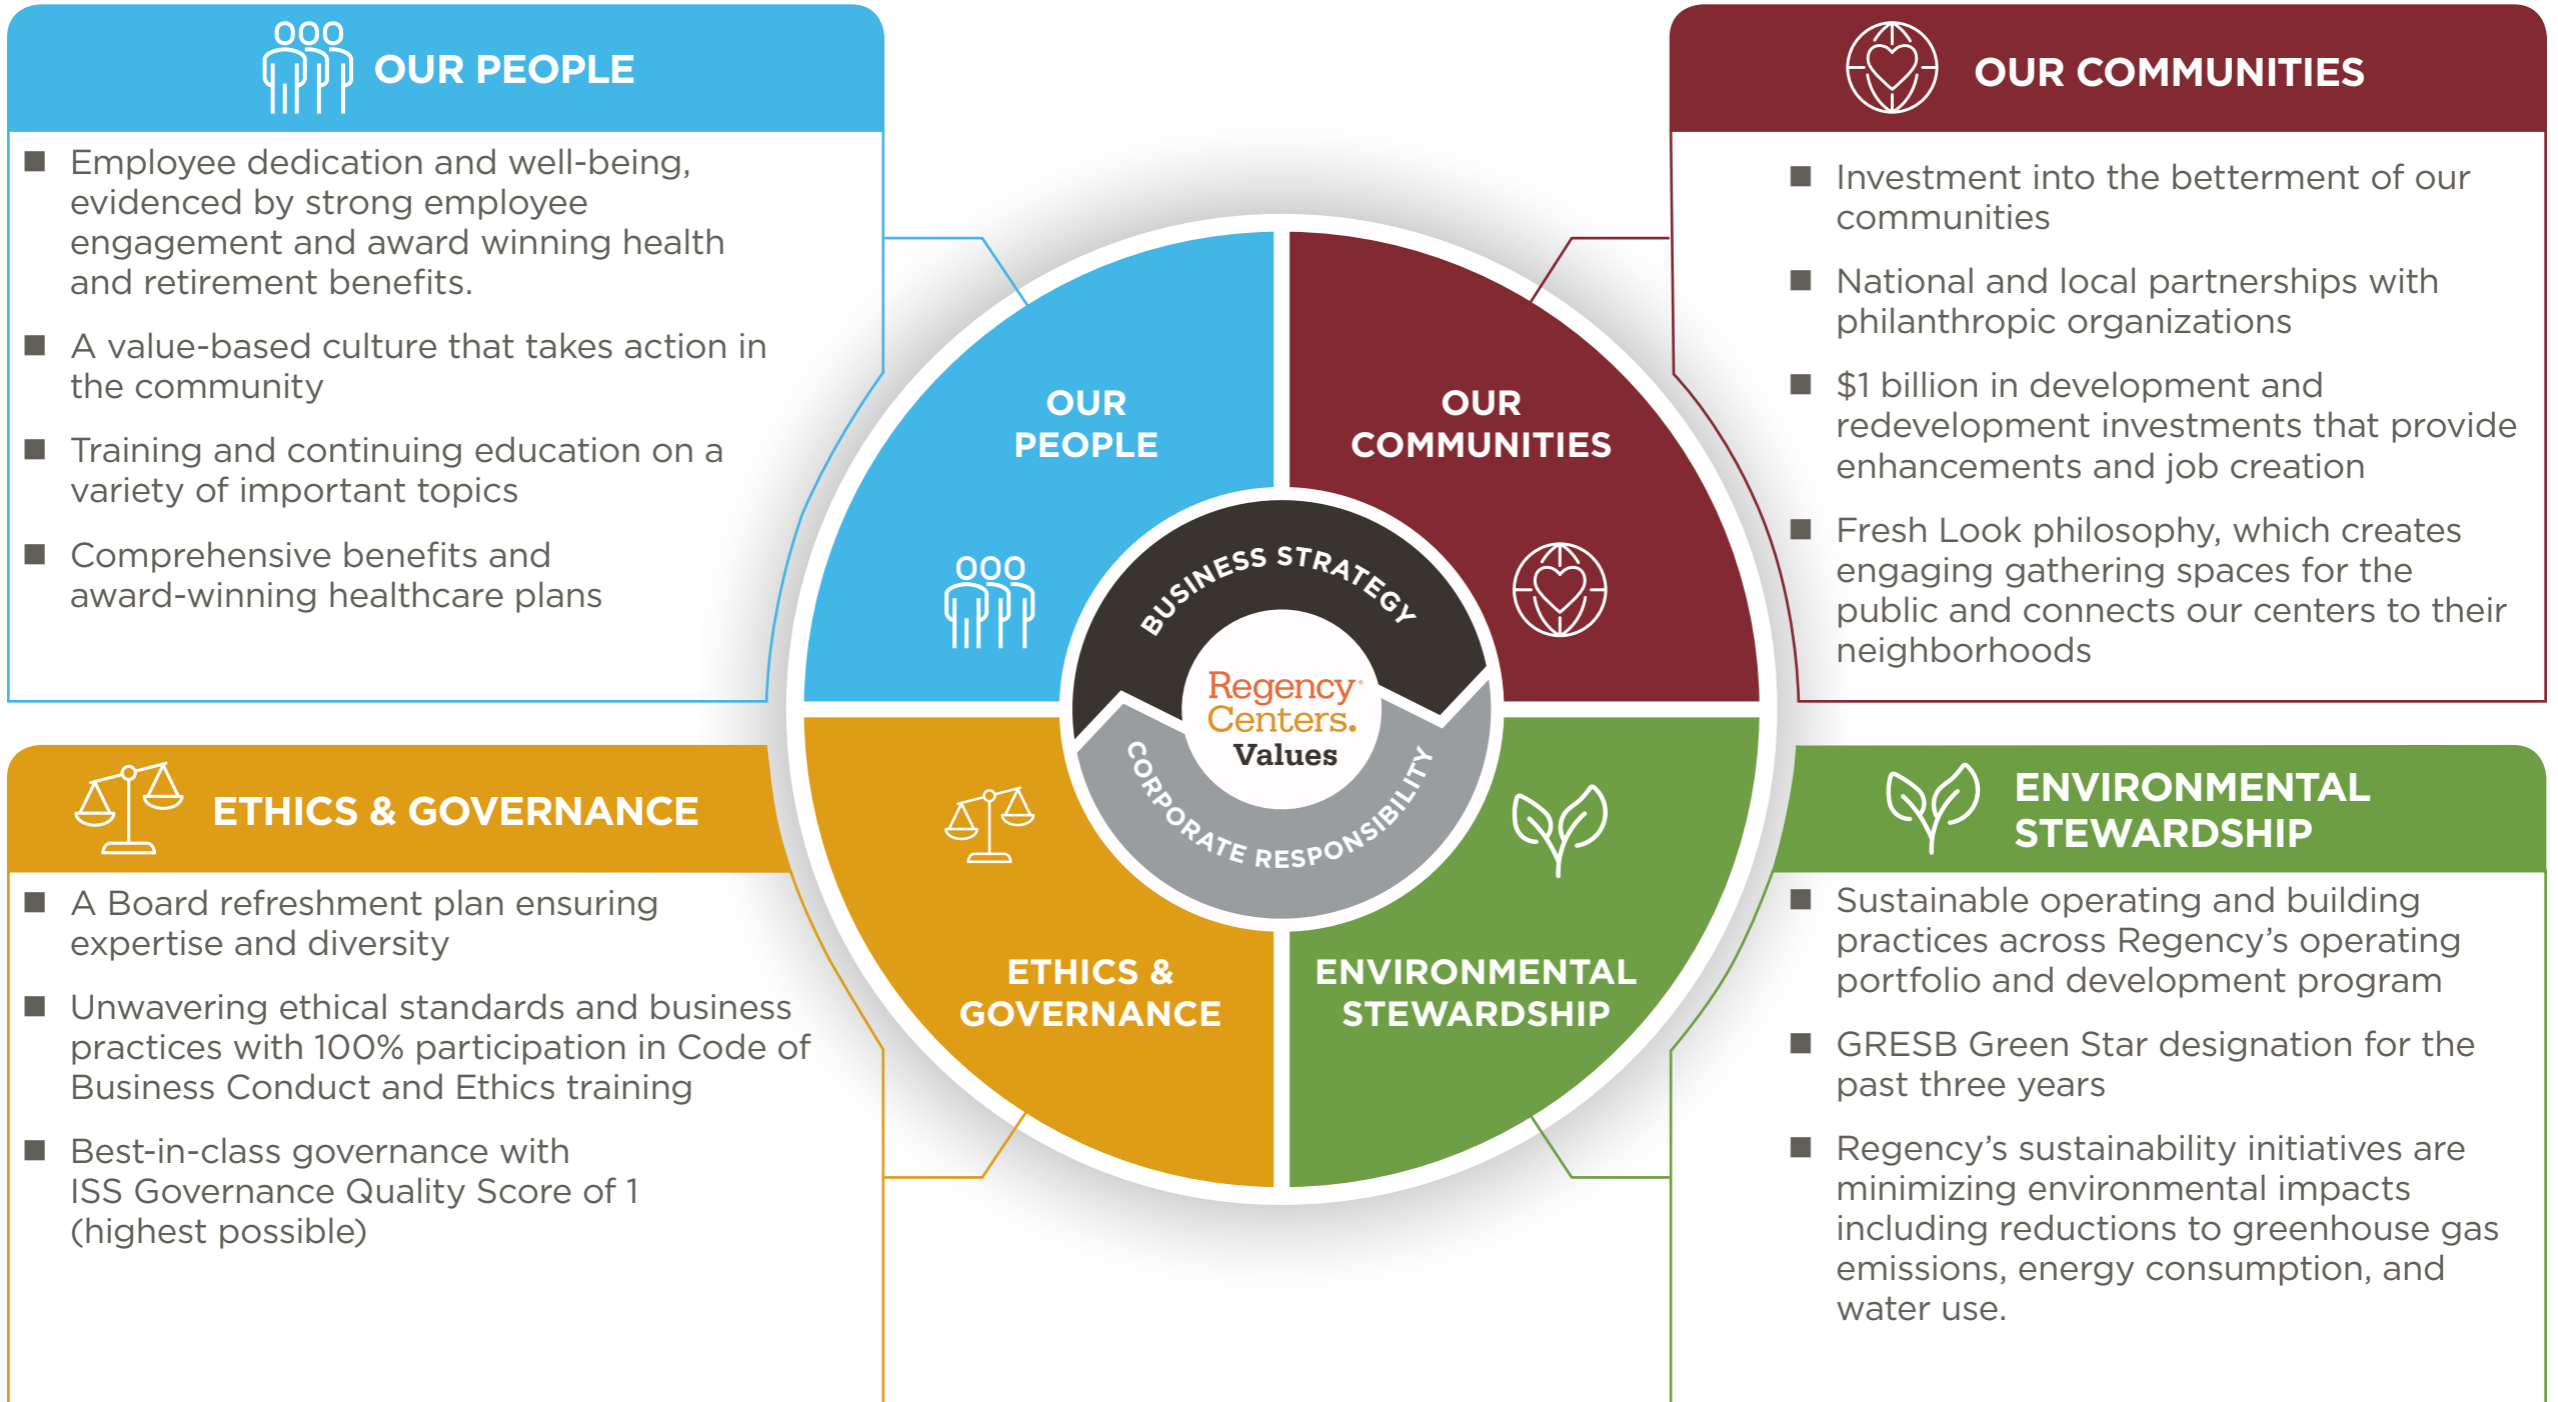 OUR PEOPLE
■ Employee dedication and well-being,
evidenced by strong employee
engagement and award winning health
and retirement benefits.
■ A value-based culture that takes action in
the community
■ Training and continuing education on a
variety of important topics
■ Comprehensive benefits and
award-winning healthcare plans
OUR COMMUNITIES
■ Investment into the betterment of our
communities
■ National and local partnerships with
philanthropic organizations
■ $1 billion in development and
redevelopment investments that provide
enhancements and job creation
■ Fresh Look philosophy, which creates
engaging gathering spaces for the
public and connects our centers to their
neighborhoods
OUR
PEOPLE
OUR
COMMUNITIES
BUSINESS STRATEGY
Regency®
Centers.
Values
CORPORATE RESPONSIBILITY
ETHICS &
GOVERNANCE
ENVIRONMENTAL
STEWARDSHIP
ETHICS & GOVERNANCE
■ A Board refreshment plan ensuring
expertise and diversity
■ Unwavering ethical standards and business
practices with 100% participation in Code of
Business Conduct and Ethics training
■ Best-in-class governance with
ISS Governance Quality Score of 1
(highest possible)
ENVIRONMENTAL
STEWARDSHIP
■ Sustainable operating and building
practices across Regency’s operating
portfolio and development program
■ GRESB Green Star designation for the
past three years
■ Regency’s sustainability initiatives are
minimizing environmental impacts
including reductions to greenhouse gas
emissions, energy consumption, and
water use.